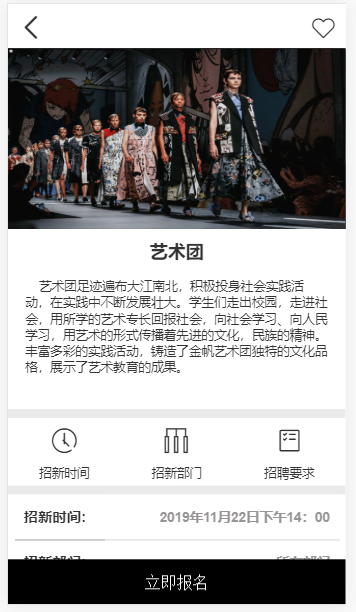 艺术团
艺术团足迹遍布大江南北，积极投身社会实践活
动，在实践中不断发展壮大。学生们走出校园，走进社
会，用所学的艺术专长回报社会，向社会学习、向人民
学习，用艺术的形式传播着先进的文化，民族的精神。
丰富多彩的实践活动，铸造了金帆艺术团独特的文化品
格，展示了艺术教育的成果。
招新时间 招新部门 招聘要求
招新时间： 2019年11月22日下午14：00
招新部门： 所有部门
立即报名